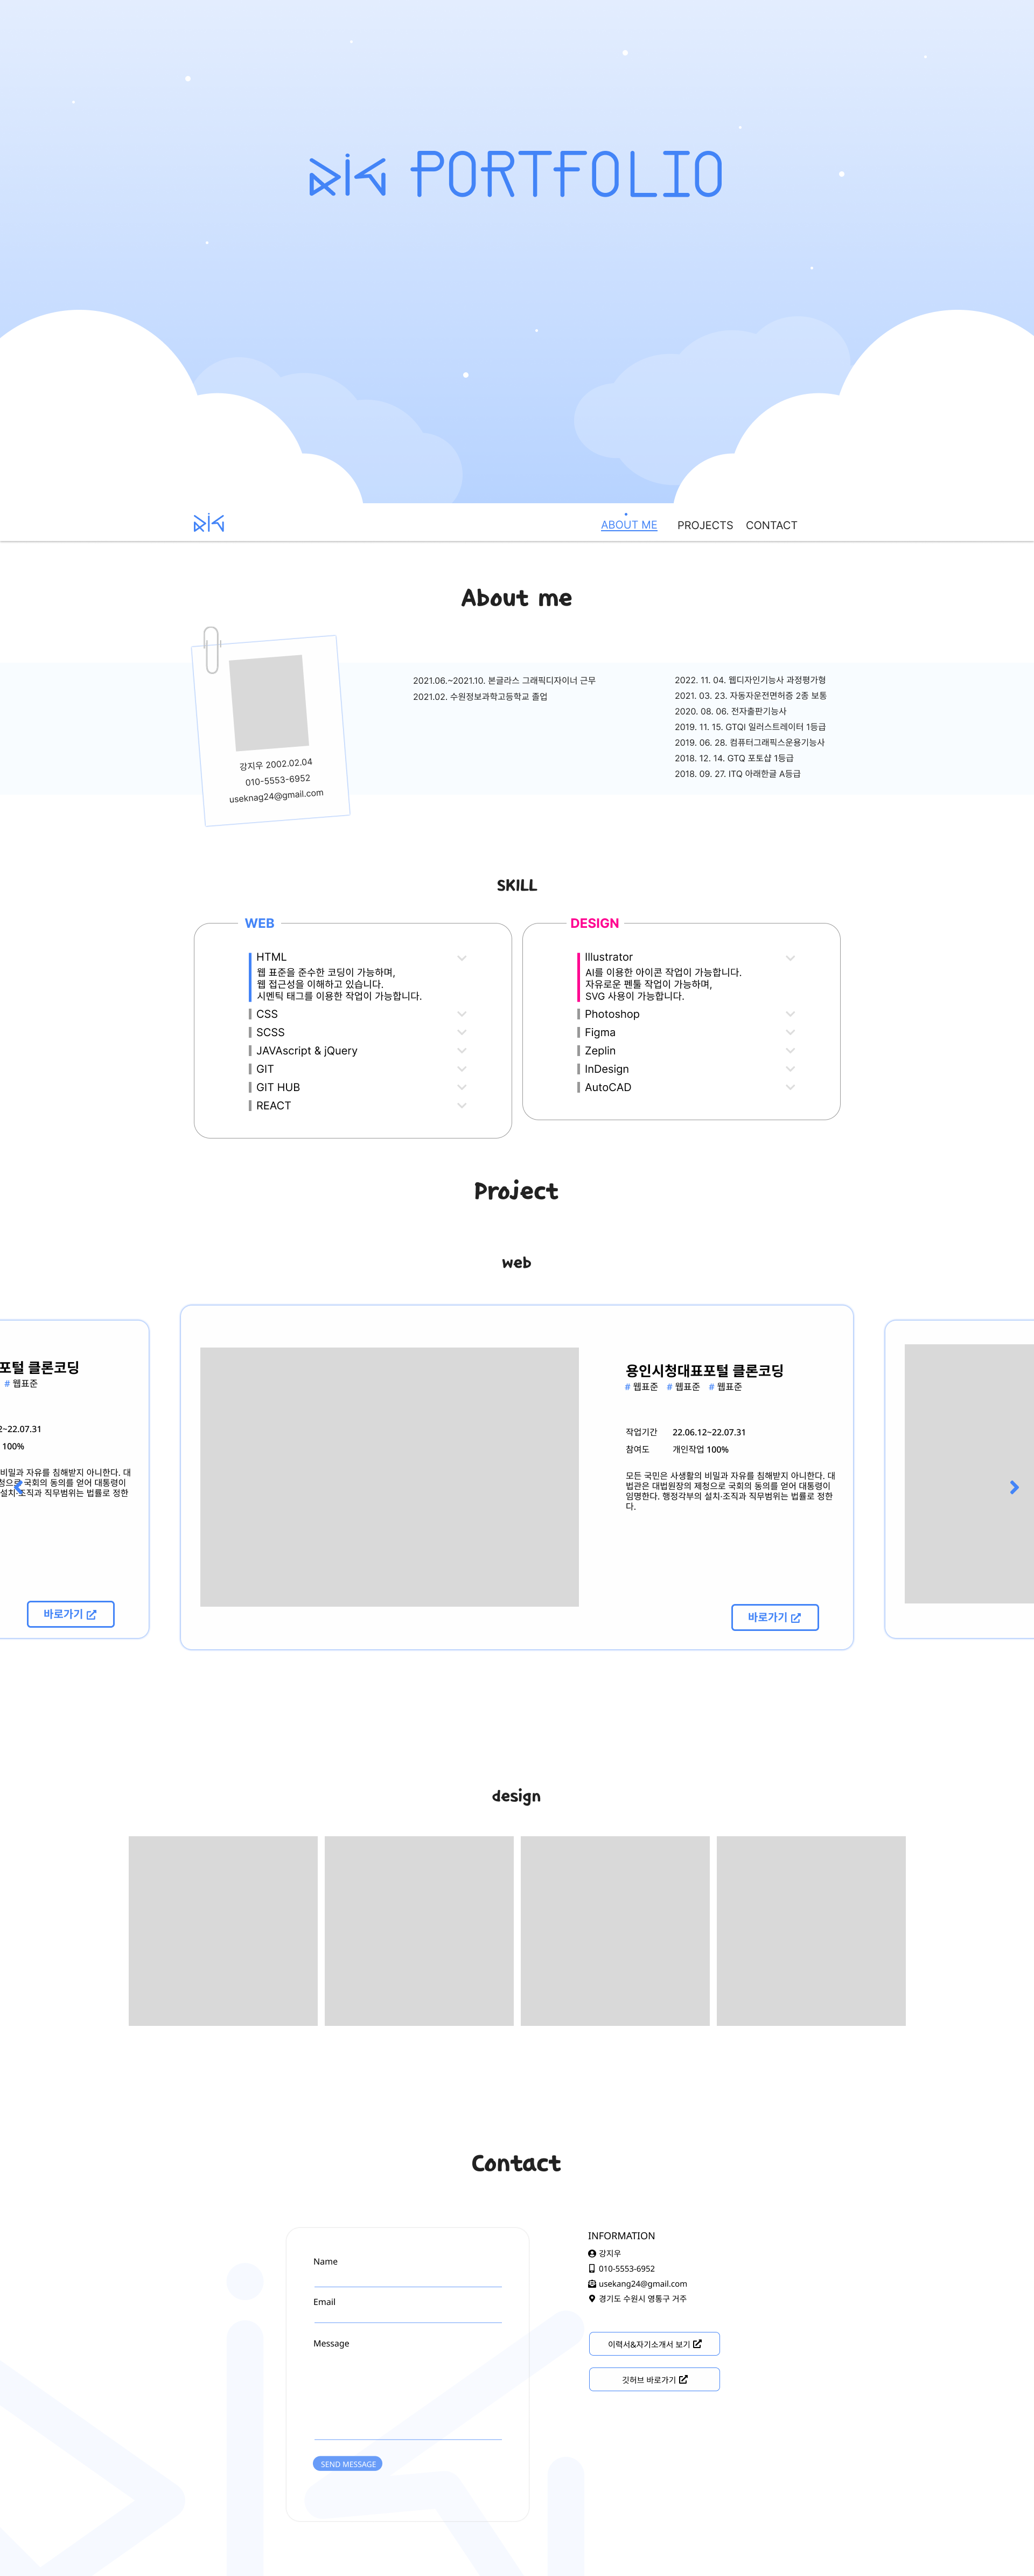 PORTFOLIO
ABOUT ME PROJECTS CONTACT
About me
강지우 2002.02.04
010-5553-6952
useknag24@gmail.com
2021.06.~2021.10. 본글라스 그래픽디자이너 근무
2021.02. 수원정보과학고등학교 졸업
2022. 11. 04. 웹디자인기능사 과정평가형
2021. 03. 23. 자동자운전면허증 2종 보통
2020. 08. 06. 전자출판기능사
2019. 11. 15. GTQI 일러스트레이터 1등급
2019. 06. 28. 컴퓨터그래픽스운용기능사
2018. 12. 14. GTQ 포토샵 1등급
2018. 09. 27. ITQ 아래한글 A등급
SKILL
WEB
HTML
웹 표준을 준수한 코딩이 가능하며,
웹 접근성을 이해하고 있습니다.
시멘틱 태그를 이용한 작업이 가능합니다.
CSS
SCSS
JAVAscript & jQuery
GIT
GIT HUB
REACT
DESIGN
Illustrator
AI를 이용한 아이콘 작업이 가능합니다.
자유로운 펜툴 작업이 가능하며,
SVG 사용이 가능합니다.
Photoshop
Figma
Zeplin
InDesign
AutoCAD
Project
web
포털 클론코딩
# 웹표준
2~22.07.31
100%
비밀과 자유를 침해받지 아니한다. 대
청으로 국회의 동의를 얻어 대통령이
설치·조직과 직무범위는 법률로 정한
바로가기
용인시청대표포털 클론코딩
# 웹표준 # 웹표준 # 웹표준
작업기간 22.06.12~22.07.31
참여도 개인작업 100%
모든 국민은 사생활의 비밀과 자유를 침해받지 아니한다. 대
법관은 대법원장의 제청으로 국회의 동의를 얻어 대통령이
임명한다. 행정각부의 설치·조직과 직무범위는 법률로 정한
다.
바로가기
design
Contact
Name
Email
Message
SEND MESSAGE
INFORMATION
강지우
010-5553-6952
usekang24@gmail.com
경기도 수원시 영통구 거주
이력서&자기소개서 보기
깃허브 바로가기